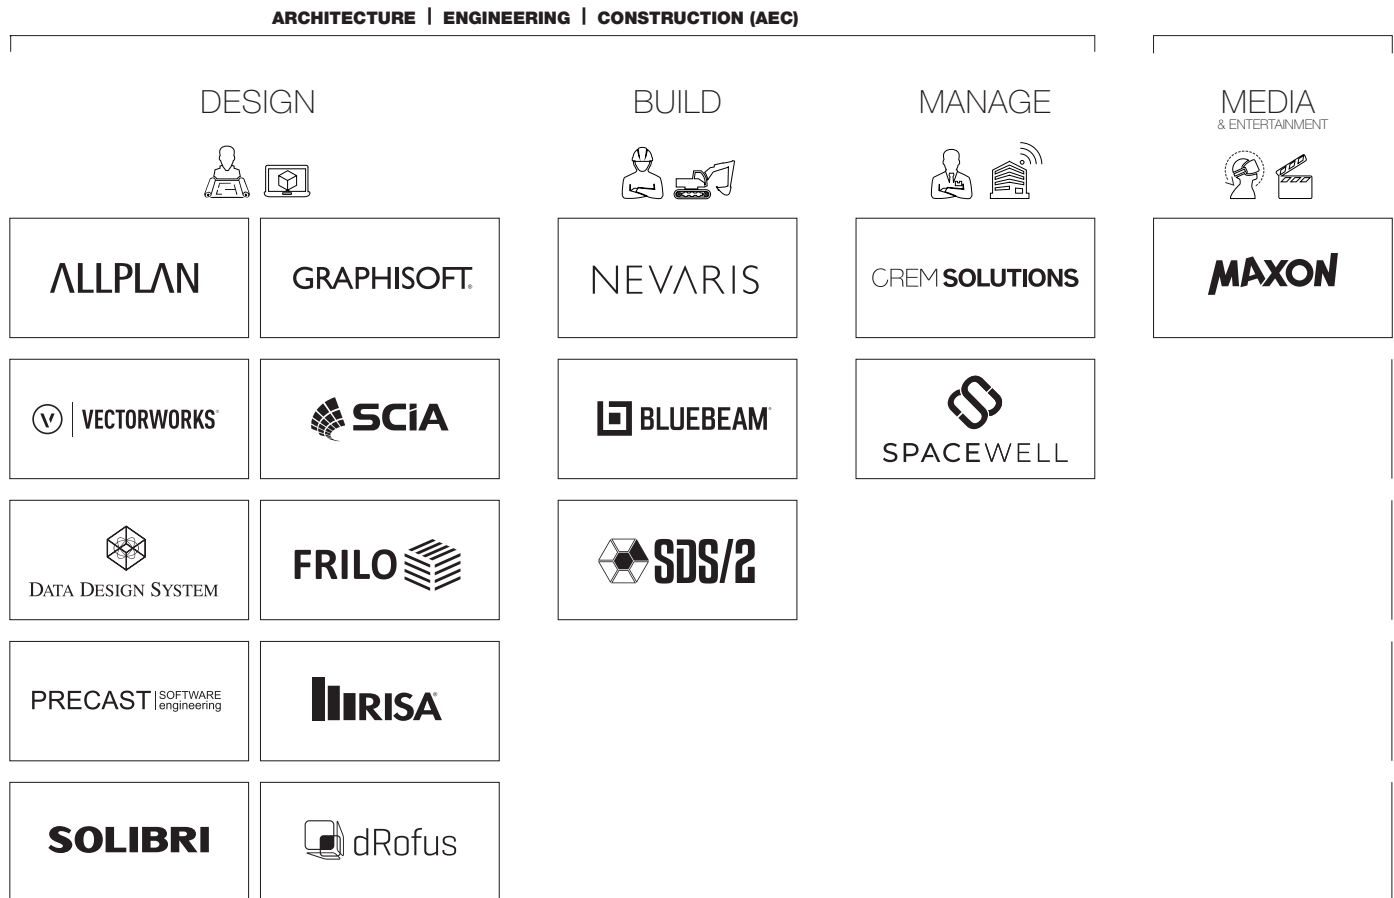 ARCHITECTURE | ENGINEERING | CONSTRUCTION (AEC)
DESIGN
BUILD
MANAGE
MEDIA
& ENTERTAINMENT
ALLPLAN
GRAPHISOFT®
NEVARIS
CREM SOLUTIONS
MAXON
VECTORWORKS®
SCiA
BLUEBEAM®
SPACEWELL
DATA DESIGN SYSTEM
FRILO
SDS/2
PRECAST | SOFTWARE
engineering
RISA®
SOLIBRI
dRofus